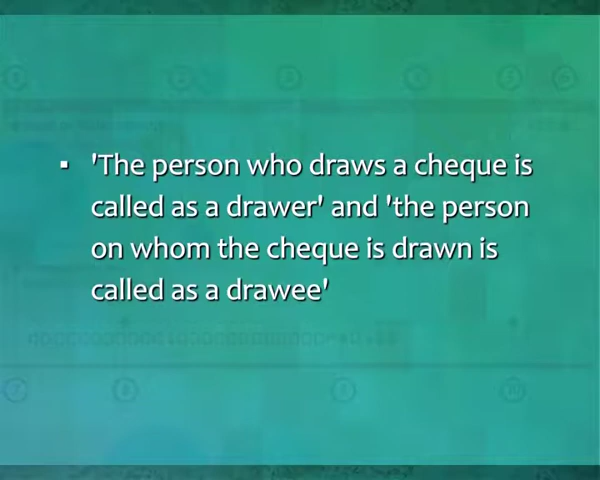 ▪ 'The person who draws a cheque is
called as a drawer' and 'the person
on whom the cheque is drawn is
called as a drawee'